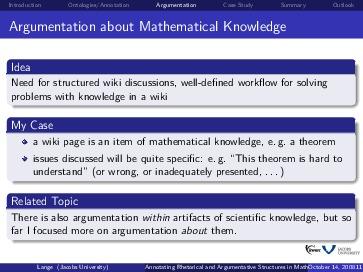 Introduction Ontologies/Annotation Argumentation Case Study Summary Outlook
Argumentation about Mathematical Knowledge
Idea
Need for structured wiki discussions, well-defined workflow for solving
problems with knowledge in a wiki
My Case
a wiki page is an item of mathematical knowledge, e. g. a theorem
issues discussed will be quite specific: e. g. “This theorem is hard to
understand” (or wrong, or inadequately presented, . . . )
Related Topic
There is also argumentation within artifacts of scientific knowledge, but so
far I focused more on argumentation about them.
JACOBS
UNIVERSITY
Lange (Jacobs University) Annotating Rhetorical and Argumentative Structures in Math October 14, 2008